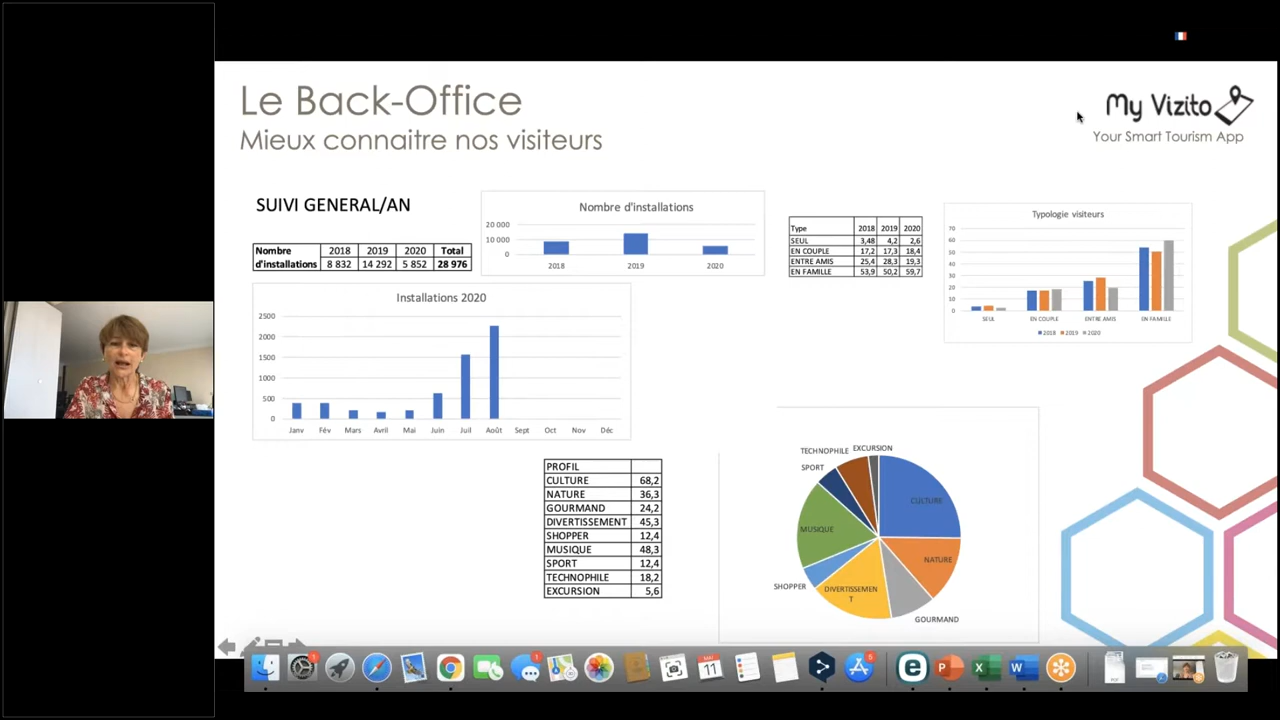 Le Back-Office
Mieux connaitre nos visiteurs
My Vizito
Your Smart Tourism App
SUIVI GENERAL/AN
Nombre d'installations 2018 2019 2020 Total
8 832 14 292 5 852 28 976
Nombre d'installations
20 000
10 000
0
2018 2019 2020
Type 2018 2019 2020
SEUL 3,48 4,2 2,6
EN COUPLE 17,2 17,3 18,4
ENTRE AMIS 25,4 28,3 19,3
EN FAMILLE 53,9 50,2 59,7
Typologie visiteurs
70
60
50
40
30
20
10
0
SEUL EN COUPLE ENTRE AMIS EN FAMILLE
2018 2019 2020
Installations 2020
2500
2000
1500
1000
500
0
Janv Fév Mars Avril Mai Juin Juil Août Sept Oct Nov Déc
PROFIL
CULTURE 68,2
NATURE 36,3
GOURMAND 24,2
DIVERTISSEMENT 45,3
SHOPPER 12,4
MUSIQUE 48,3
SPORT 12,4
TECHNOPHILE 18,2
EXCURSION 5,6
TECHNOPHILE EXCURSION
SPORT
CULTURE
MUSIQUE
NATURE
SHOPPER
DIVERTISSEMEN
T
GOURMAND
1
1
11
5
e
P
X
W